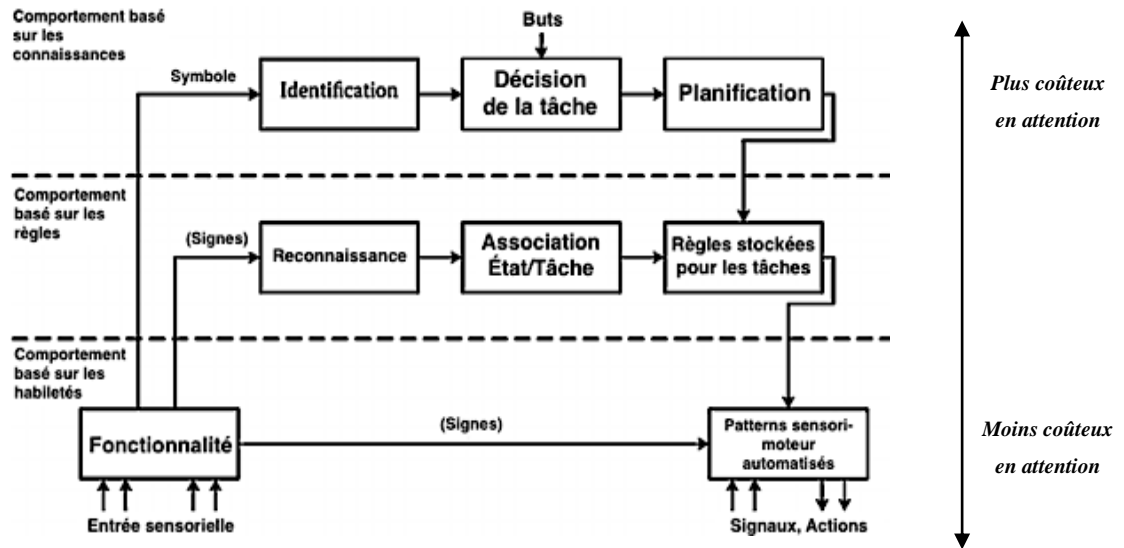 Comportement basé
sur les
connaissances
Buts
Symbole
Identification
Décision
de la tâche
Planification
Plus coûteux
en attention
Comportement
basé sur les
règles
(Signes)
Reconnaissance
Association
État/Tâche
Règles stockées
pour les tâches
Comportement
basé sur les
habiletés
Fonctionnalité
(Signes)
Patterns sensori-
moteur
automatisés
Moins coûteux
en attention
Entrée sensorielle
Signaux, Actions